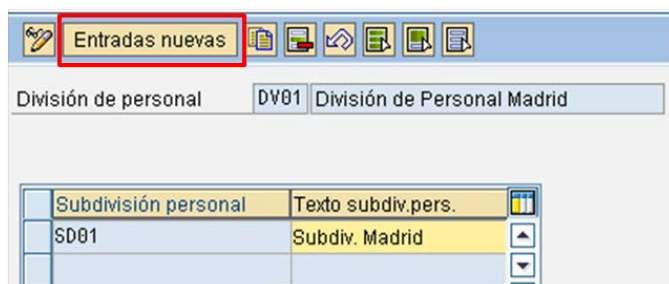 Entradas nuevas
División de personal DV01 División de Personal Madrid
Subdivisión personal Texto subdiv.pers.
SD01 Subdiv. Madrid